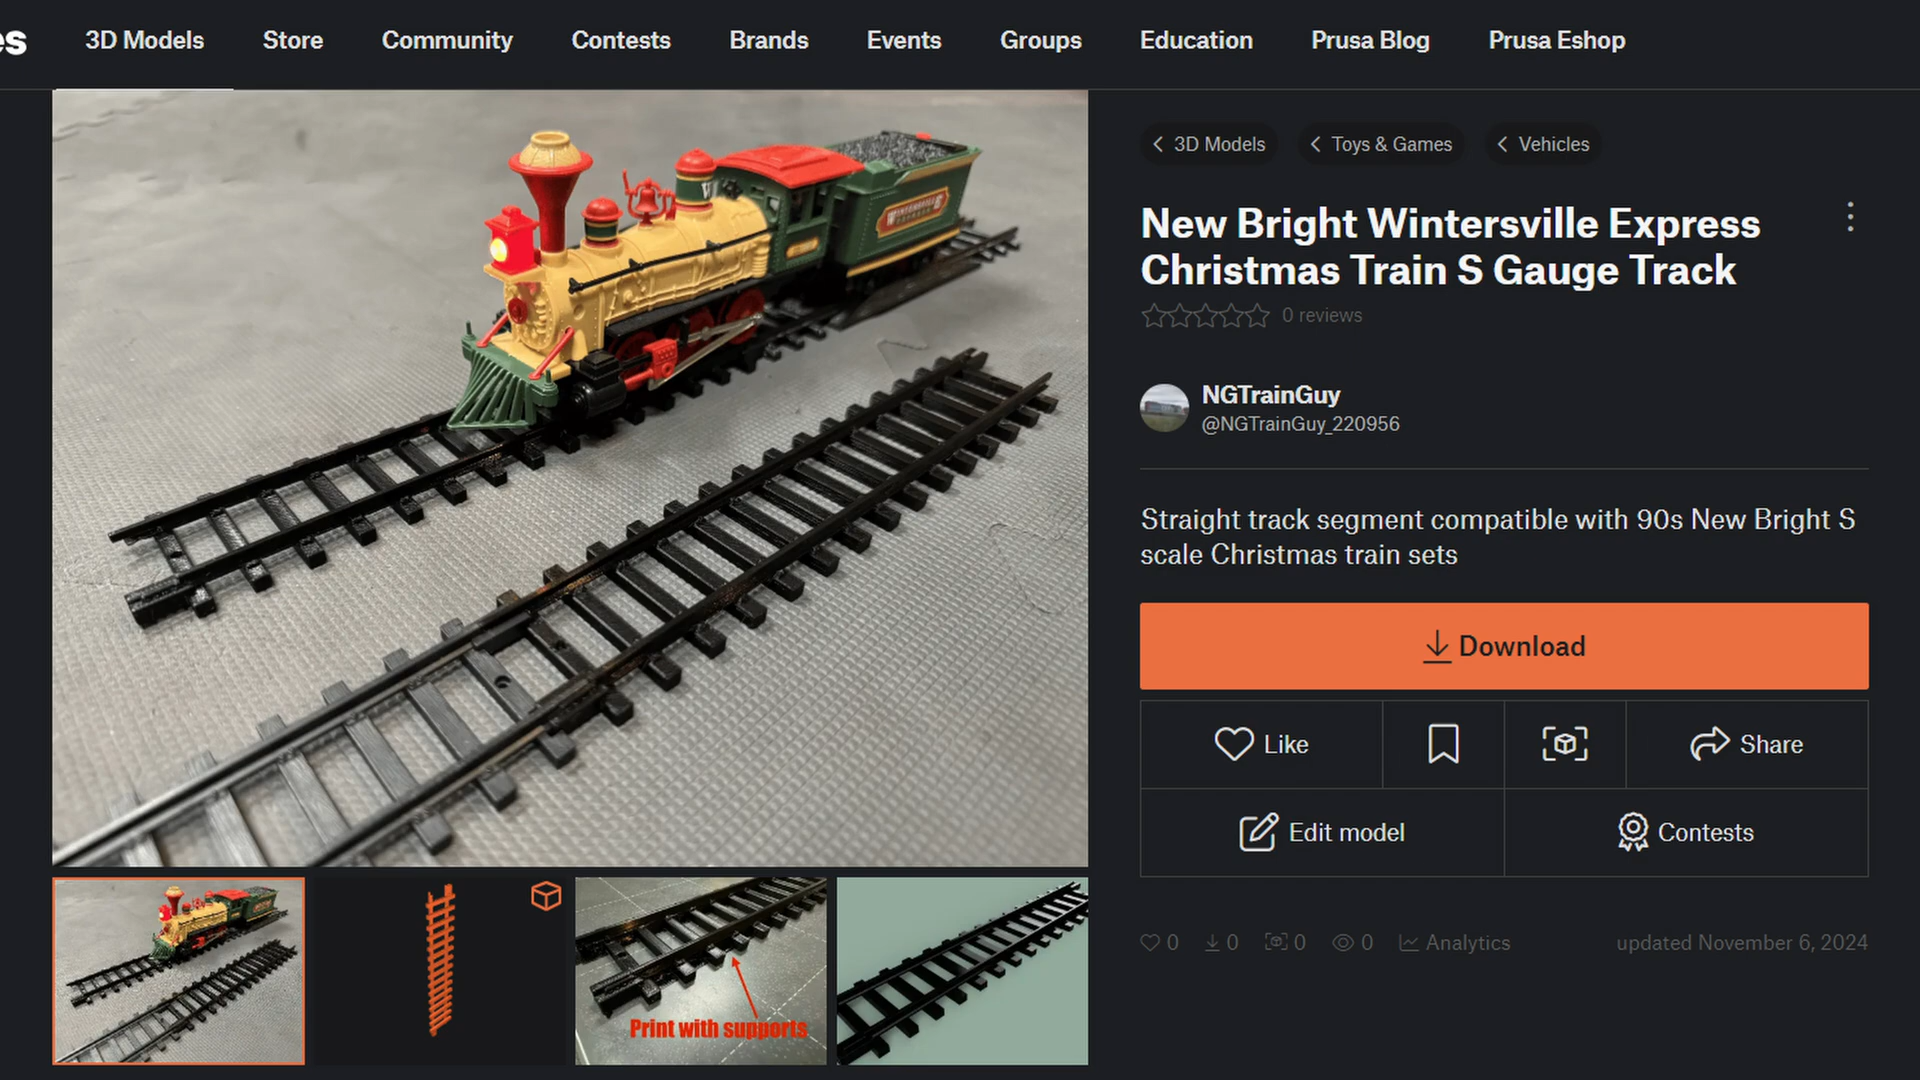 es 3D Models Store Community Contests Brands Events Groups Education Prusa Blog Prusa Eshop
3D Models Toys & Games Vehicles
New Bright Wintersville Express
Christmas Train S Gauge Track
0 reviews
NGTrainGuy
@NGTrainGuy_220956
Straight track segment compatible with 90s New Bright S
scale Christmas train sets
Download
Like
Share
Edit model
Contests
0 0 0 0 Analytics updated November 6, 2024
W
WINTERSVILLE
EXPRESS
Print with supports